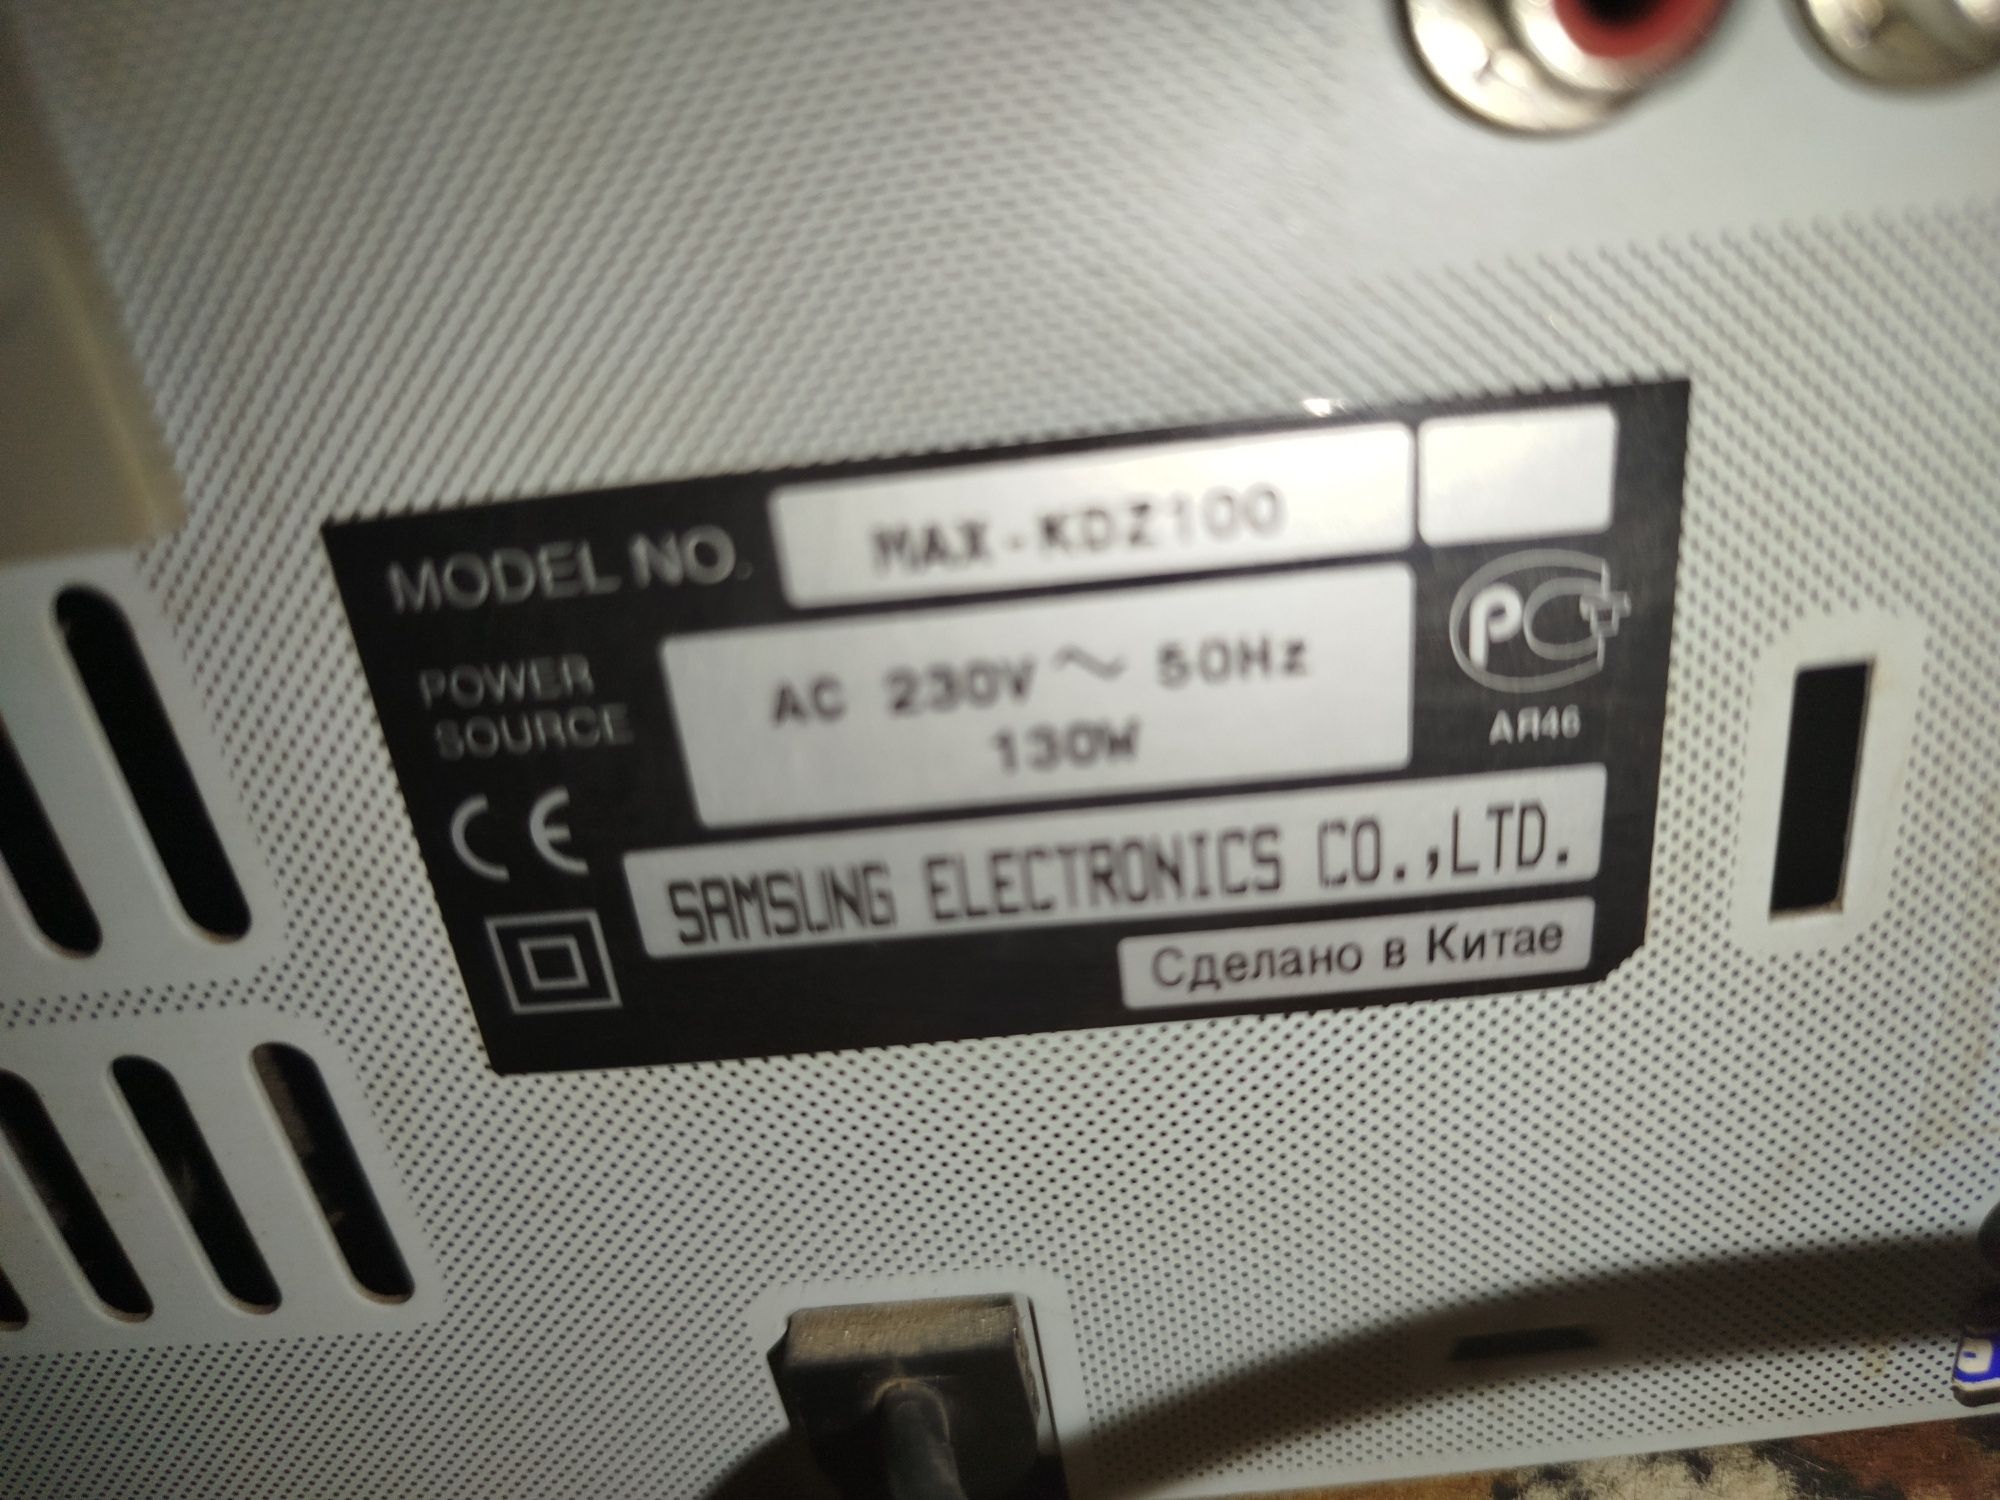 MODEL NO. MAX-KDZ100
POWER SOURCE
AC 230V ~ 50Hz
130W
PC
АЯ46
CE
SAMSUNG ELECTRONICS CO.,LTD.
Сделано в Китае